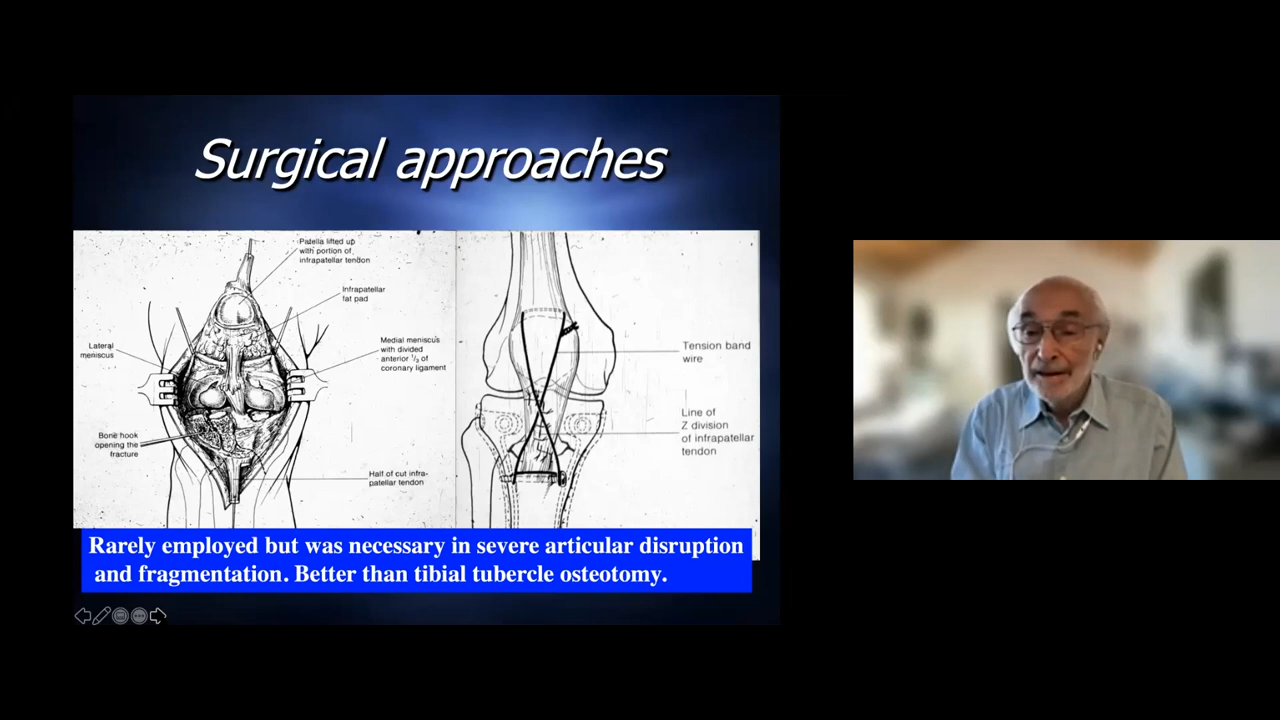 Surgical approaches
Patella lifted up
with portion of
infrapatellar tendon
Infrapatellar
fat pad
Lateral
meniscus
Medial meniscus
with divided
anterior ⅓ of
coronary ligament
Bone hook
opening the
fracture
Half of cut infra-
patellar tendon
Tension band
wire
Line of
Z division
of infrapatellar
tendon
Rarely employed but was necessary in severe articular disruption
and fragmentation. Better than tibial tubercle osteotomy.